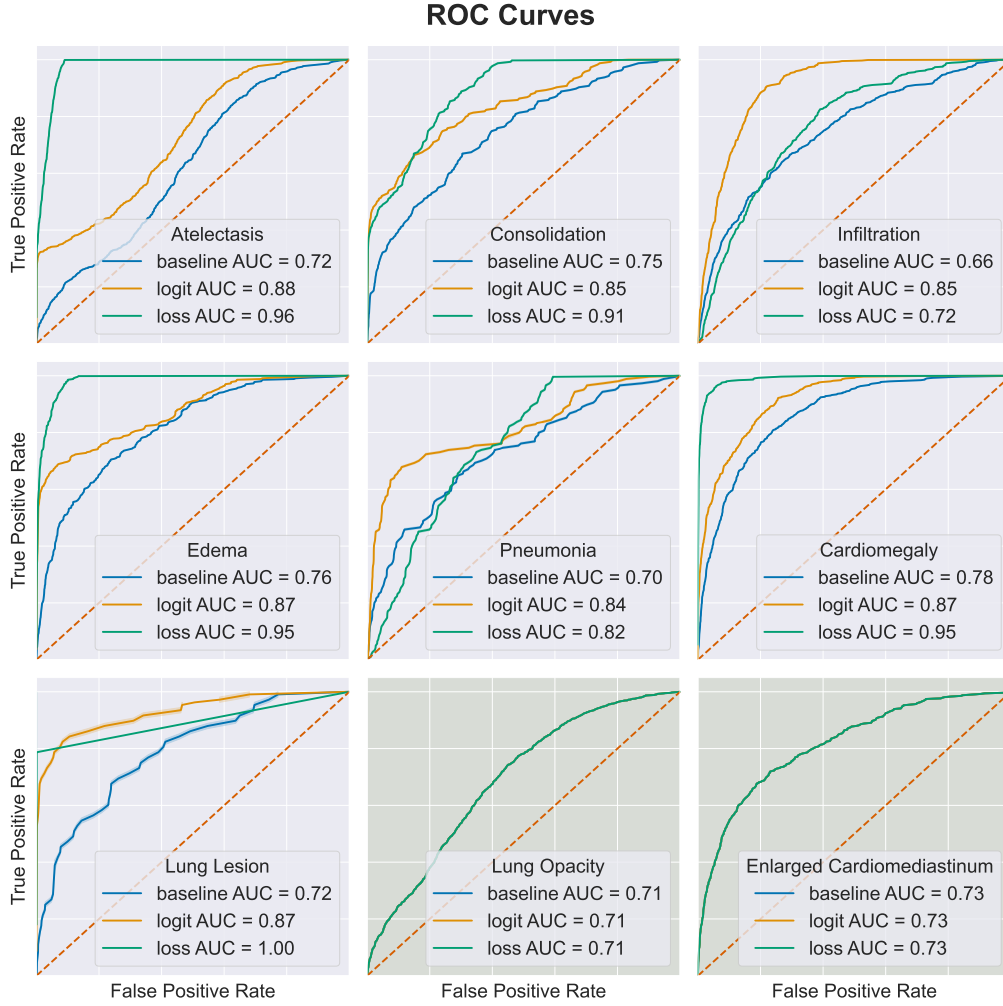 ROC Curves
True Positive Rate
Atelectasis
baseline AUC = 0.72
logit AUC = 0.88
loss AUC = 0.96
Consolidation
baseline AUC = 0.75
logit AUC = 0.85
loss AUC = 0.91
Infiltration
baseline AUC = 0.66
logit AUC = 0.85
loss AUC = 0.72
True Positive Rate
Edema
baseline AUC = 0.76
logit AUC = 0.87
loss AUC = 0.95
Pneumonia
baseline AUC = 0.70
logit AUC = 0.84
loss AUC = 0.82
Cardiomegaly
baseline AUC = 0.78
logit AUC = 0.87
loss AUC = 0.95
True Positive Rate
Lung Lesion
baseline AUC = 0.72
logit AUC = 0.87
loss AUC = 1.00
Lung Opacity
baseline AUC = 0.71
logit AUC = 0.71
loss AUC = 0.71
Enlarged Cardiomediastinum
baseline AUC = 0.73
logit AUC = 0.73
loss AUC = 0.73
False Positive Rate
False Positive Rate
False Positive Rate